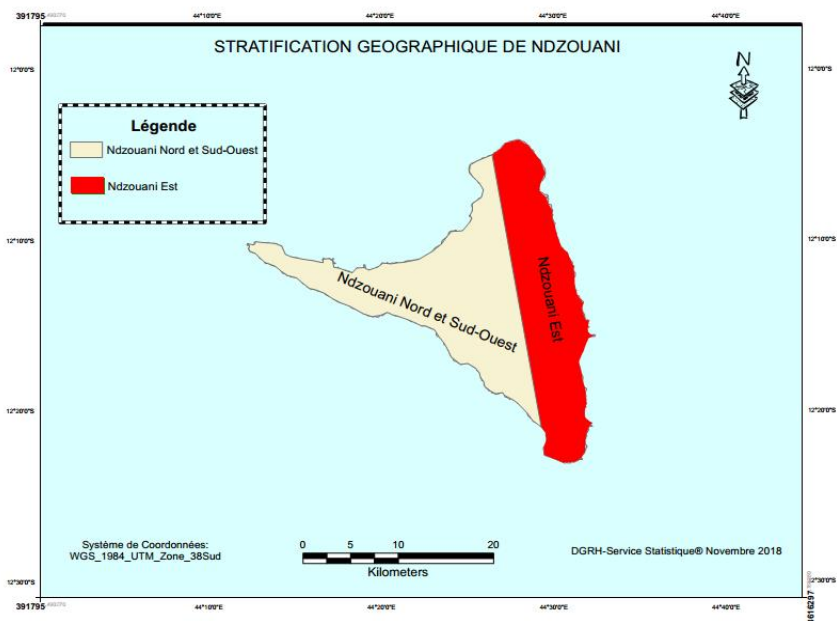 391795
44°10'0"E 44°20'0"E 44°30'0"E 44°40'0"E
STRATIFICATION GEOGRAPHIQUE DE NDZOUANI
N
12°0'0"S 12°0'0"S
Légende
Ndzouani Nord et Sud-Ouest
Ndzouani Est
12°10'0"S 12°10'0"S
Ndzouani Nord et Sud-Ouest
Ndzouani Est
12°20'0"S 12°20'0"S
Système de Coordonnées:
WGS_1984_UTM_Zone_38Sud
0 5 10 20
Kilometers
DGRH-Service Statistique® Novembre 2018
12°30'0"S 12°30'0"S
391795
44°10'0"E 44°20'0"E 44°30'0"E 44°40'0"E